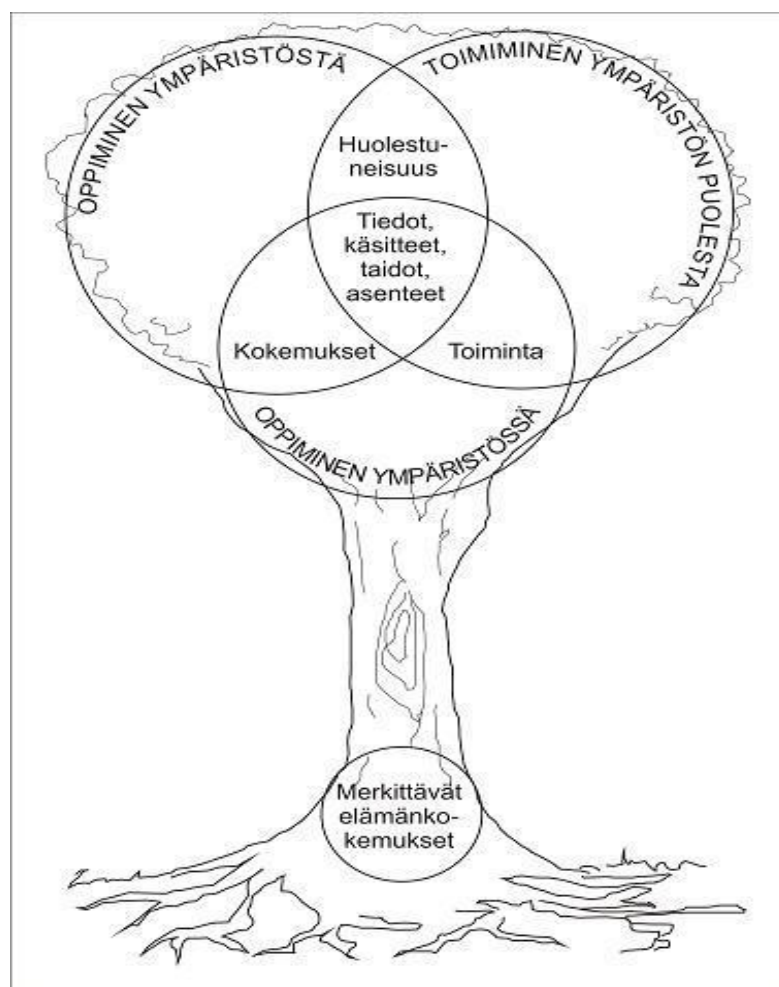 OPPIMINEN YMPÄRISTÖSTÄ
TOIMIMINEN YMPÄRISTÖN PUOLESTA
Huolestu-
neisuus
Tiedot,
käsitteet,
taidot,
asenteet
Kokemukset
Toiminta
OPPIMINEN YMPÄRISTÖSSÄ
Merkittävät
elämänko-
kemukset